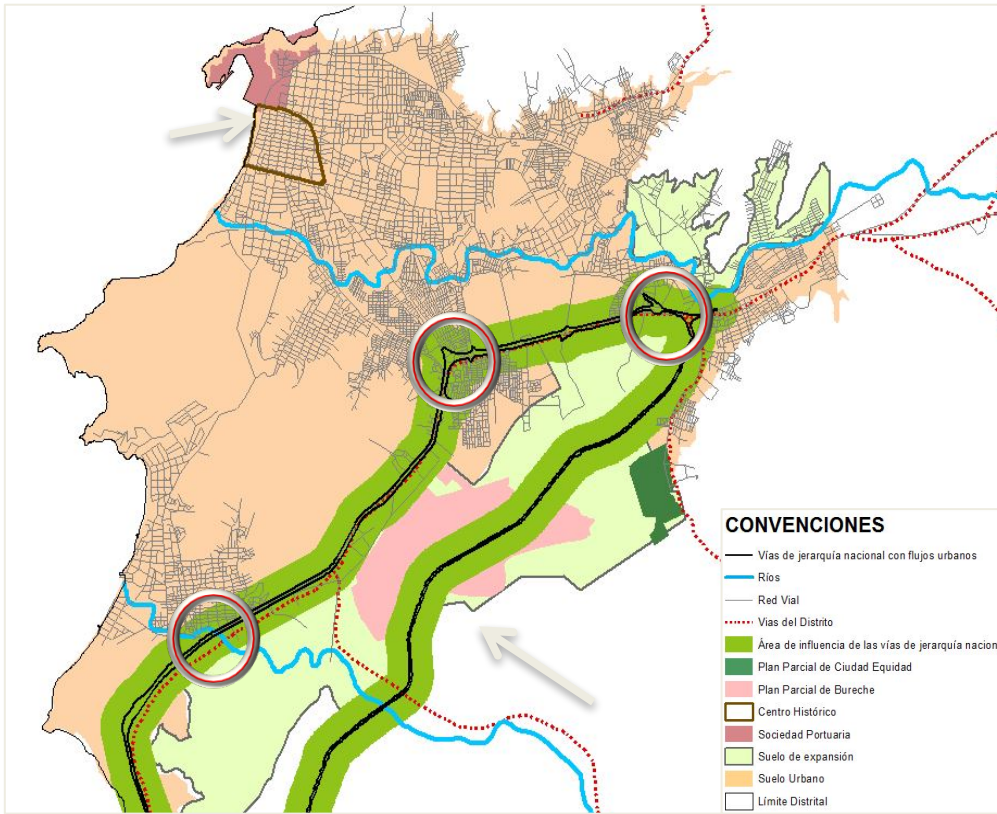 CONVENCIONES
Vías de jerarquía nacional con flujos urbanos
Ríos
Red Vial
Vias del Distrito
Área de influencia de las vías de jerarquía nacion
Plan Parcial de Ciudad Equidad
Plan Parcial de Bureche
Centro Histórico
Sociedad Portuaria
Suelo de expansión
Suelo Urbano
Límite Distrital